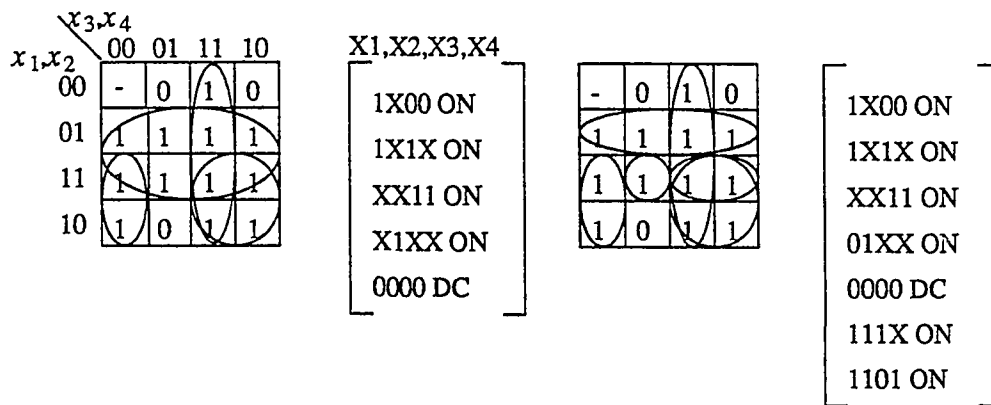 x3,x4
x1,x2
00 01 11 10
00 - 0 1 0
01 1 1 1 1
11 1 1 1 1
10 1 0 1 1
X1,X2,X3,X4
1X00 ON
1X1X ON
XX11 ON
X1XX ON
0000 DC
- 0 1 0
1 1 1 1
1 1 1 1
1 0 1 1
1X00 ON
1X1X ON
XX11 ON
01XX ON
0000 DC
111X ON
1101 ON